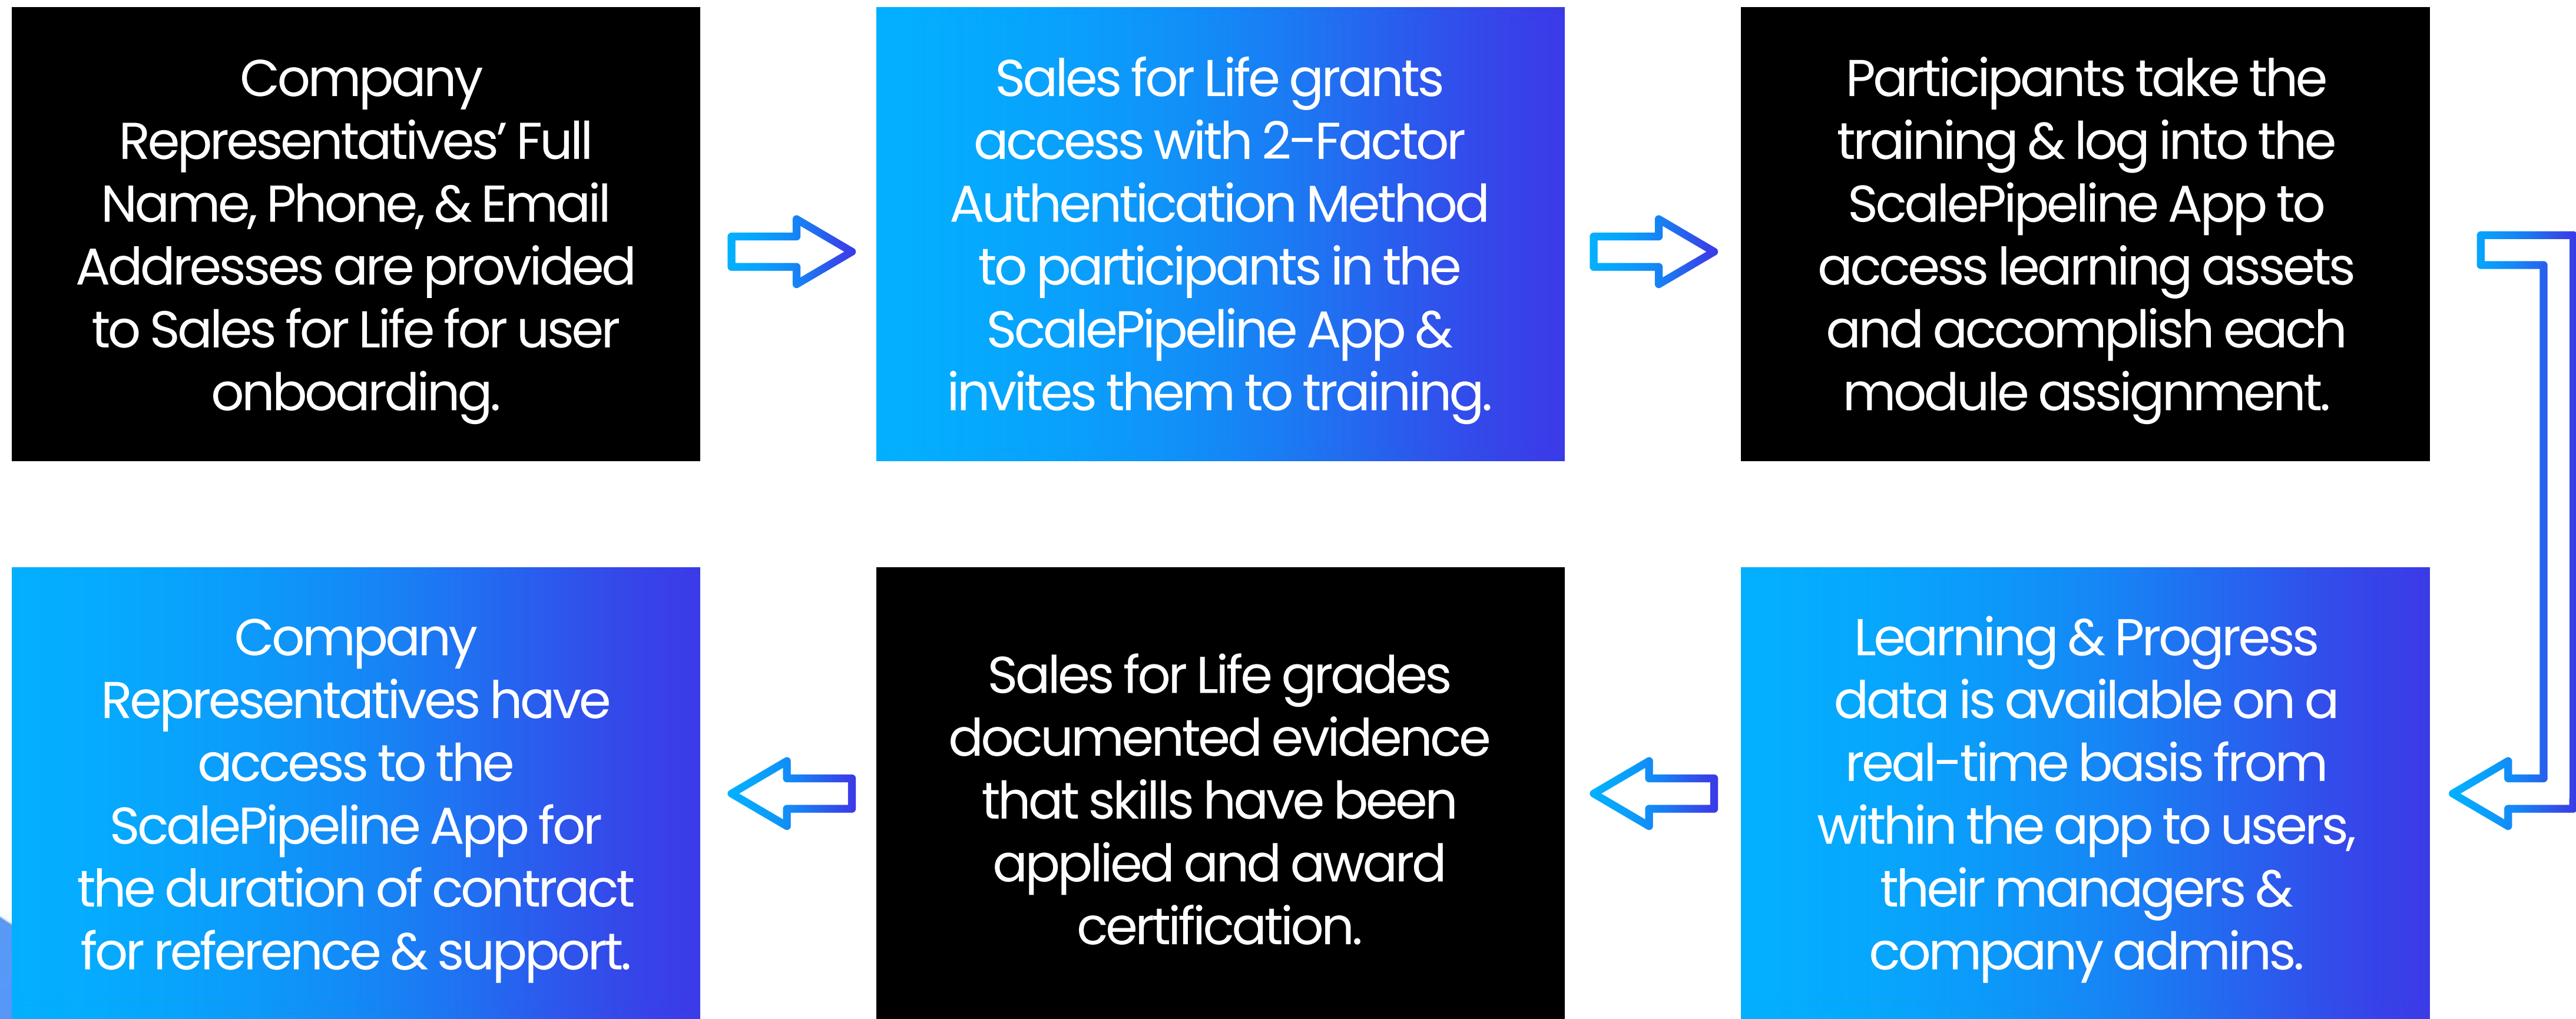 Company
Representatives’ Full
Name, Phone, & Email
Addresses are provided
to Sales for Life for user
onboarding.
Sales for Life grants
access with 2-Factor
Authentication Method
to participants in the
ScalePipeline App &
invites them to training.
Participants take the
training & log into the
ScalePipeline App to
access learning assets
and accomplish each
module assignment.
Learning & Progress
data is available on a
real-time basis from
within the app to users,
their managers &
company admins.
Sales for Life grades
documented evidence
that skills have been
applied and award
certification.
Company
Representatives have
access to the
ScalePipeline App for
the duration of contract
for reference & support.